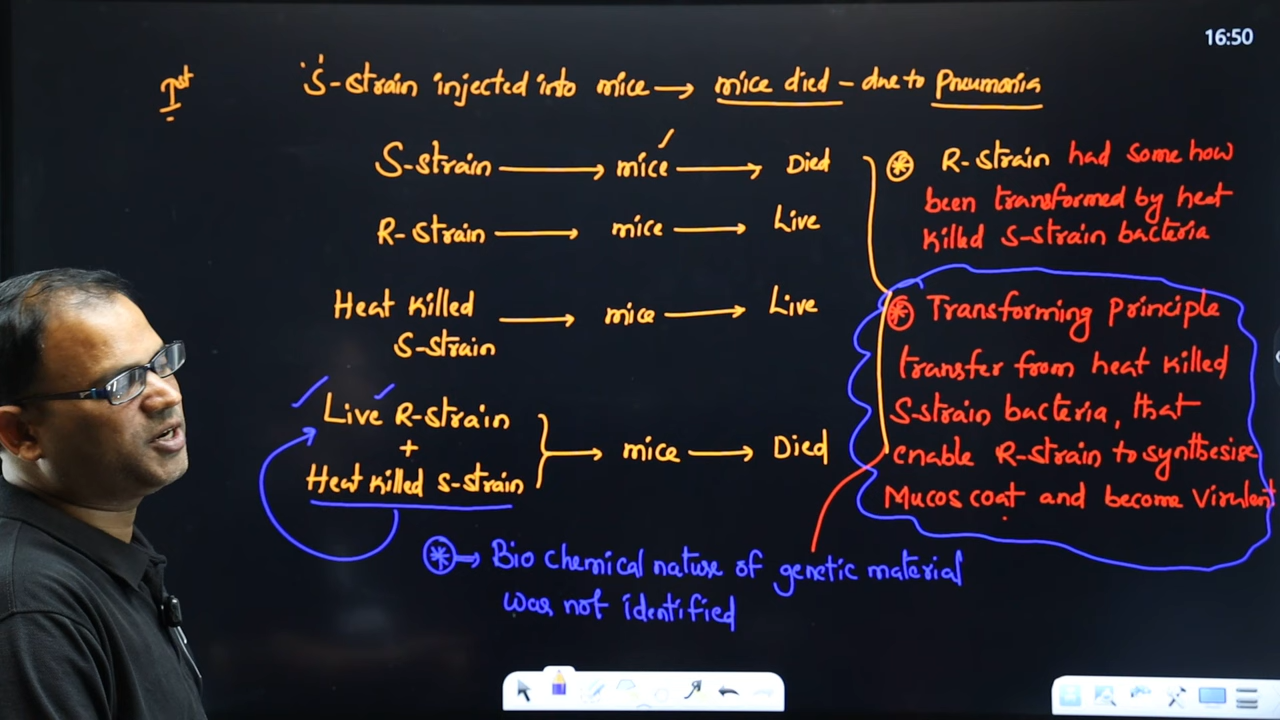 16:50
Ist 'S'-strain injected into mice → mice died - due to Pneumonia
S-strain → mice ✓ → Died
R-strain → mice → Live
Heat Killed
S-strain → mice → Live
✓ Live ✓ R-strain
+
Heat Killed S-strain → mice → Died
R-strain had some how
been transformed by heat
killed S-strain bacteria
Transforming principle
transfer from heat killed
S-strain bacteria, that
enable R-strain to synthesise
Mucos coat and become virulent
→ Bio chemical nature of genetic material
was not identified